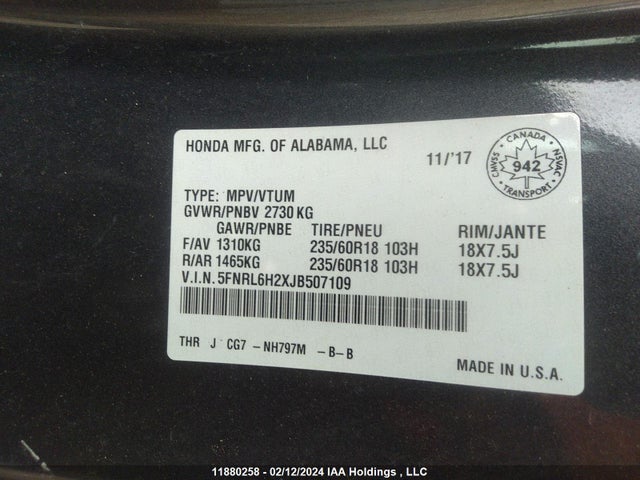 HONDA MFG. OF ALABAMA, LLC
11/'17
CANADA
CMVSS 942 NSVAC
TRANSPORT
TYPE: MPV/VTUM
GVWR/PNBV 2730 KG
GAWR/PNBE TIRE/PNEU RIM/JANTE
F/AV 1310KG 235/60R18 103H 18X7.5J
R/AR 1465KG 235/60R18 103H 18X7.5J
V.I.N. 5FNRL6H2XJB507109
THR J CG7 - NH797M - B - B
MADE IN U.S.A.
11880258 - 02/12/2024 IAA Holdings , LLC